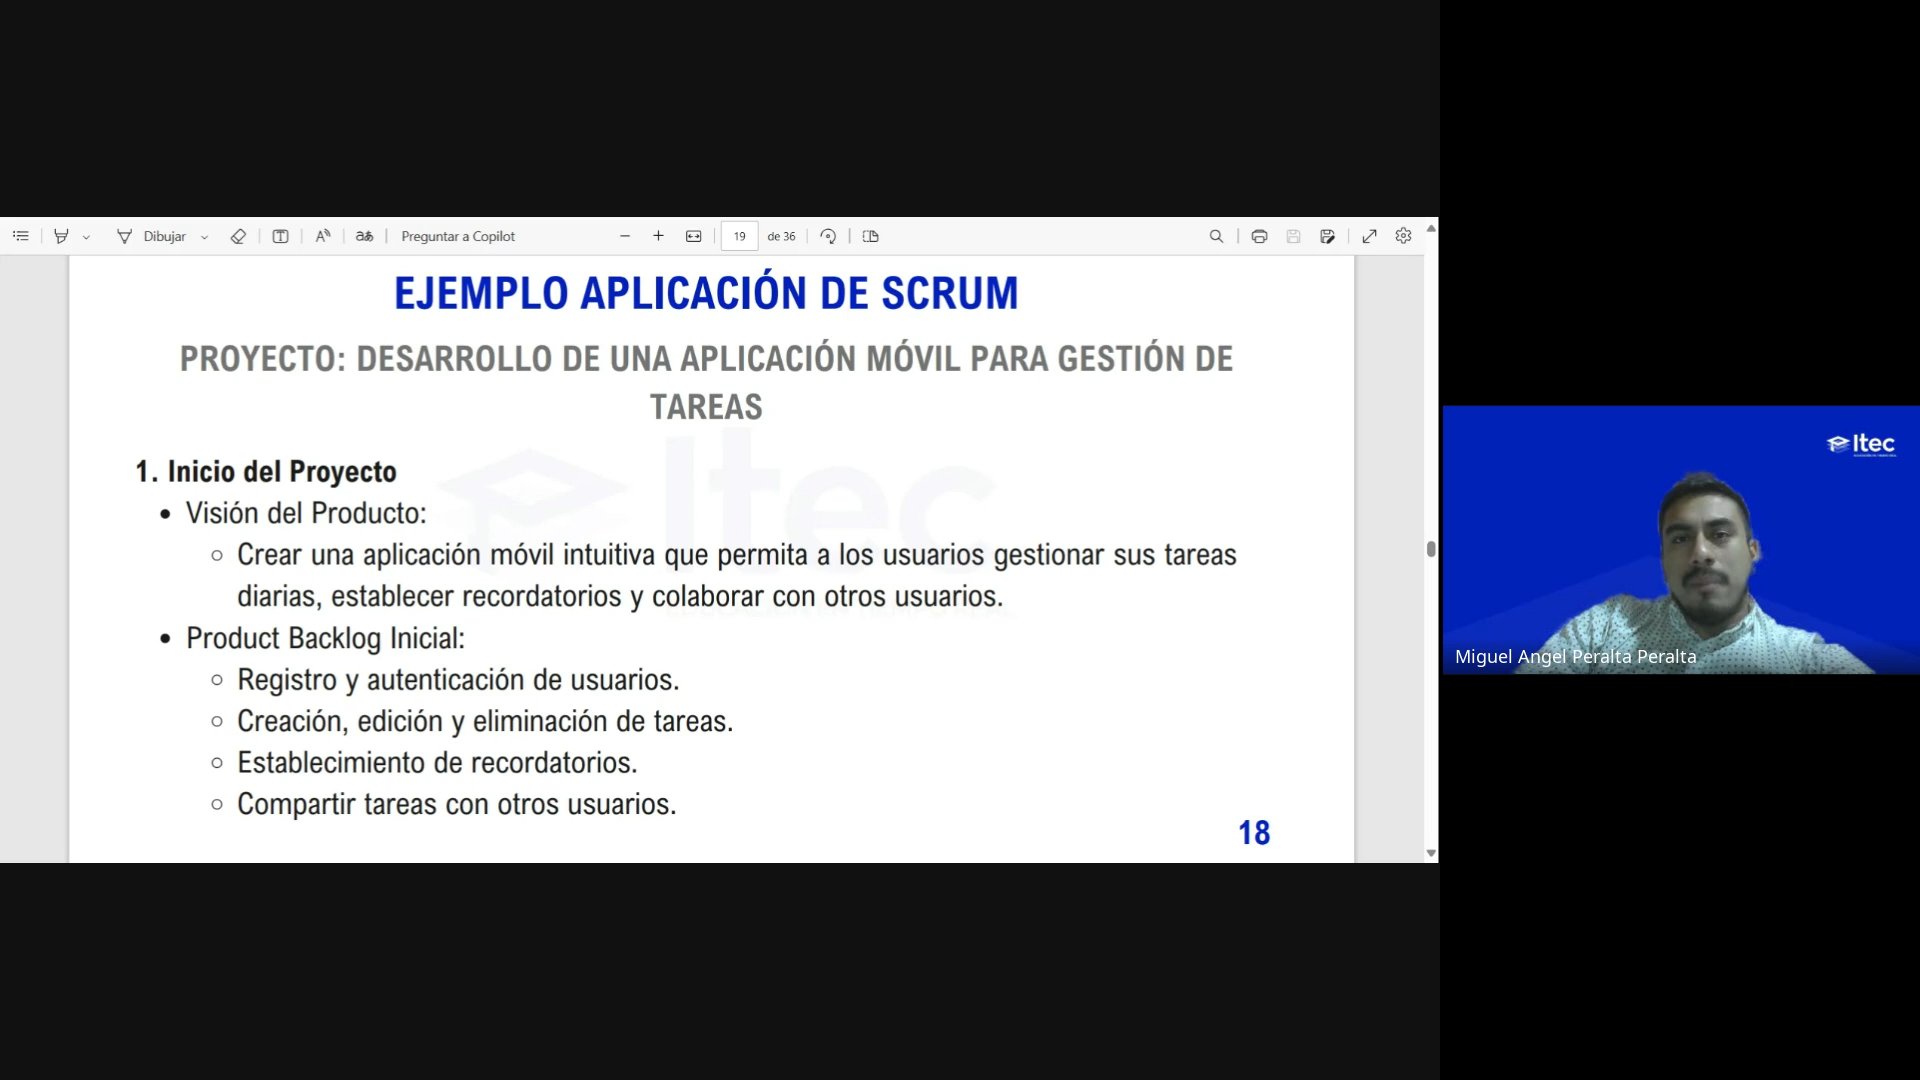 Dibujar
Preguntar a Copilot
19 de 36
EJEMPLO APLICACIÓN DE SCRUM
PROYECTO: DESARROLLO DE UNA APLICACIÓN MÓVIL PARA GESTIÓN DE
TAREAS
Itec
1. Inicio del Proyecto
• Visión del Producto:
○ Crear una aplicación móvil intuitiva que permita a los usuarios gestionar sus tareas
diarias, establecer recordatorios y colaborar con otros usuarios.
• Product Backlog Inicial:
○ Registro y autenticación de usuarios.
○ Creación, edición y eliminación de tareas.
○ Establecimiento de recordatorios.
○ Compartir tareas con otros usuarios.
18
Itec
Miguel Angel Peralta Peralta